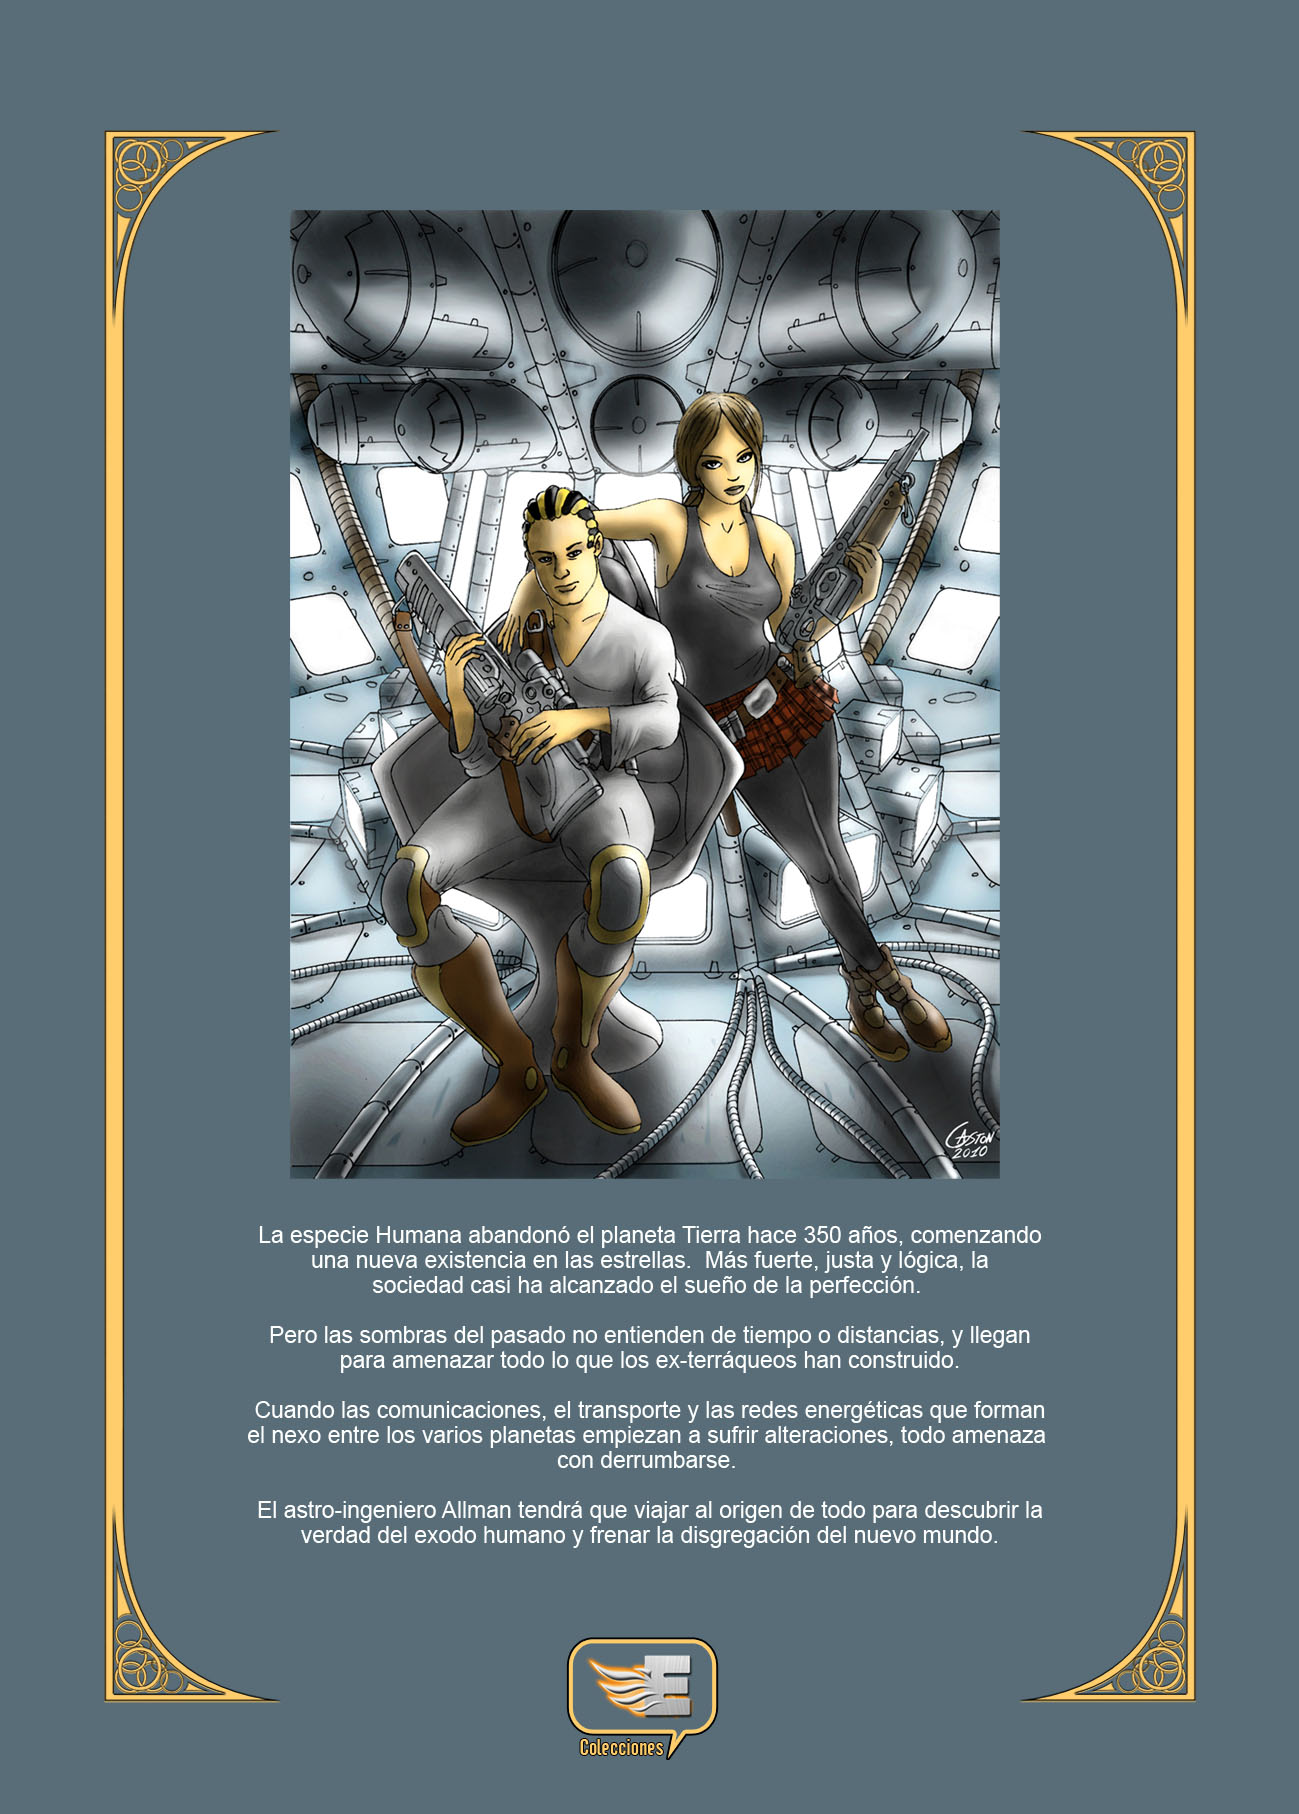 GASTON
2010
La especie Humana abandonó el planeta Tierra hace 350 años, comenzando
una nueva existencia en las estrellas.  Más fuerte, justa y lógica, la
sociedad casi ha alcanzado el sueño de la perfección.
Pero las sombras del pasado no entienden de tiempo o distancias, y llegan
para amenazar todo lo que los ex-terráqueos han construido.
Cuando las comunicaciones, el transporte y las redes energéticas que forman
el nexo entre los varios planetas empiezan a sufrir alteraciones, todo amenaza
con derrumbarse.
El astro-ingeniero Allman tendrá que viajar al origen de todo para descubrir la
verdad del exodo humano y frenar la disgregación del nuevo mundo.
E
Colecciones